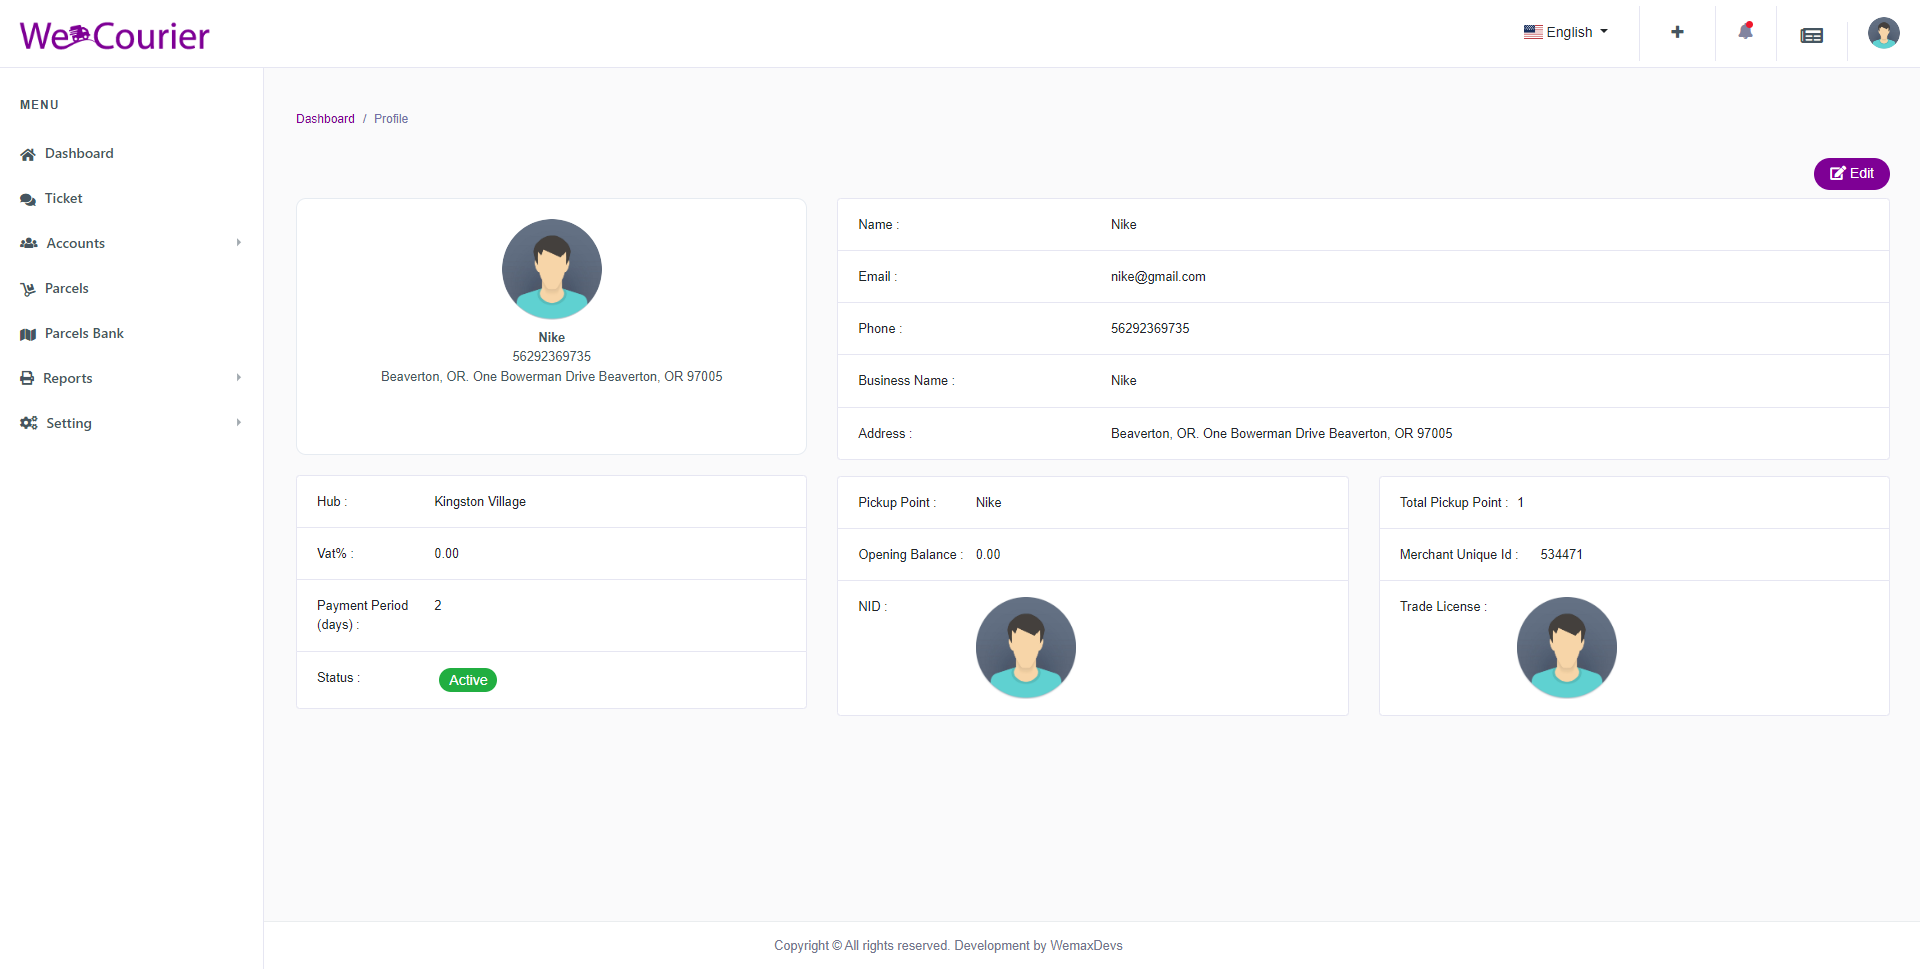 We Courier
English
MENU
Dashboard
Ticket
Accounts
Parcels
Parcels Bank
Reports
Setting
Dashboard / Profile
Edit
Nike
56292369735
Beaverton, OR. One Bowerman Drive Beaverton, OR 97005
Name : Nike
Email : nike@gmail.com
Phone : 56292369735
Business Name : Nike
Address : Beaverton, OR. One Bowerman Drive Beaverton, OR 97005
Hub : Kingston Village
Vat% : 0.00
Payment Period 2
(days) :
Status : Active
Pickup Point : Nike
Opening Balance : 0.00
NID :
Total Pickup Point : 1
Merchant Unique Id : 534471
Trade License :
Copyright © All rights reserved. Development by WemaxDevs